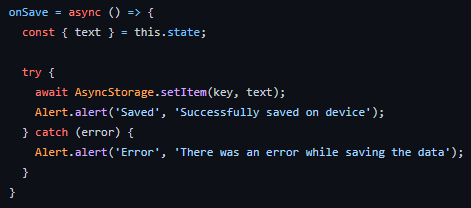 onSave = async () => {
  const { text } = this.state;

  try {
    await AsyncStorage.setItem(key, text);
    Alert.alert('Saved', 'Successfully saved on device');
  } catch (error) {
    Alert.alert('Error', 'There was an error while saving the data');
  }
}